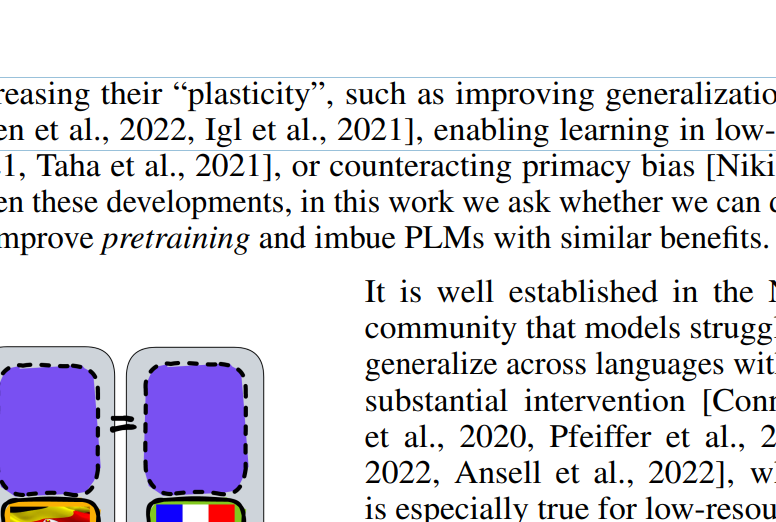 reasing their “plasticity”, such as improving generalizatio
en et al., 2022, Igl et al., 2021], enabling learning in low-
1, Taha et al., 2021], or counteracting primacy bias [Niki
en these developments, in this work we ask whether we can
mprove pretraining and imbue PLMs with similar benefits.
It is well established in the N
community that models struggl
generalize across languages with
substantial intervention [Conn
et al., 2020, Pfeiffer et al., 2
2022, Ansell et al., 2022], wh
is especially true for low-resou
=